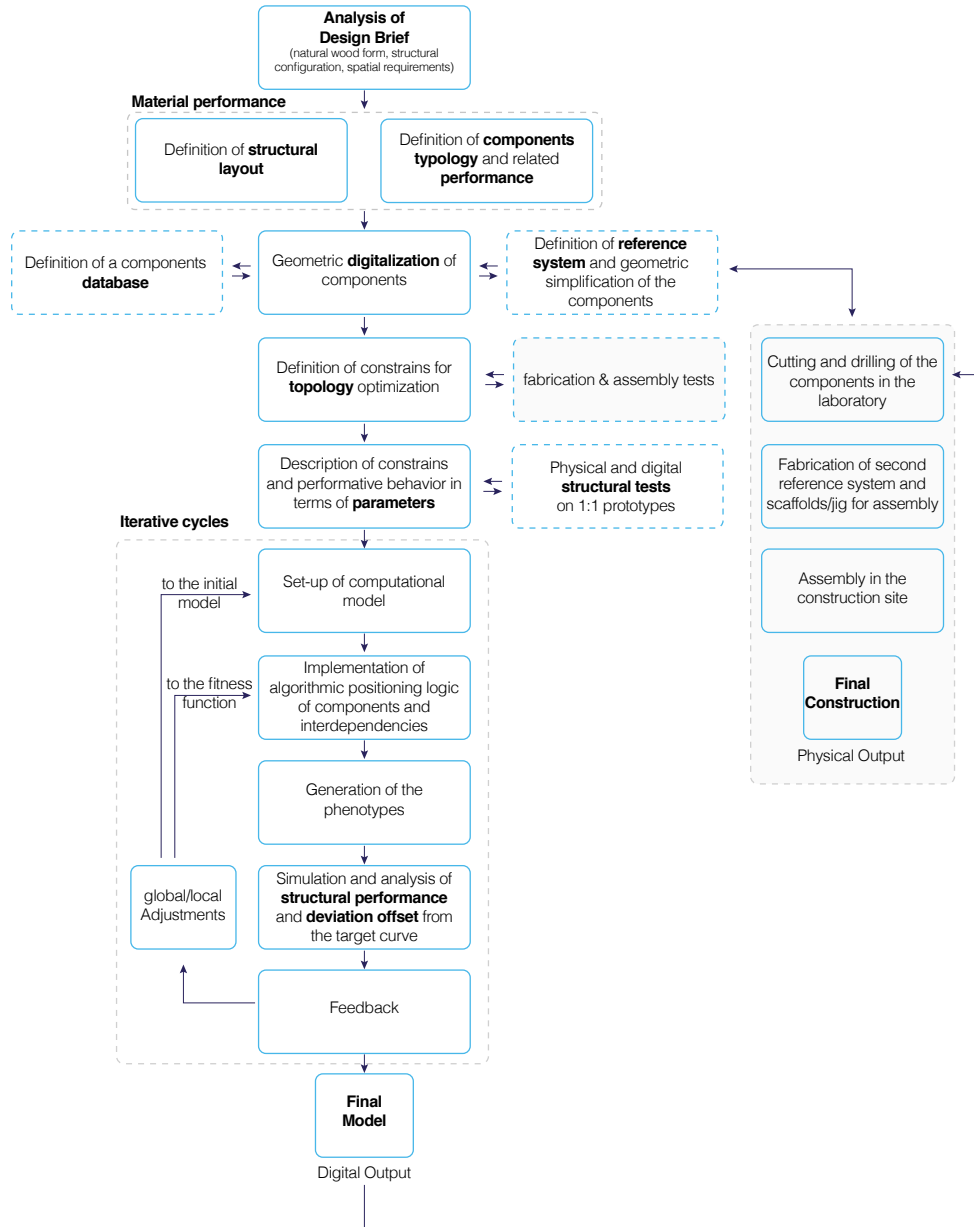 Analysis of
Design Brief
(natural wood form, structural
configuration, spatial requirements)
Material performance
Definition of structural
layout
Definition of components
typology and related
performance
Definition of a components
database
Geometric digitalization of
components
Definition of reference
system and geometric
simplification of the
components
Definition of constrains for
topology optimization
fabrication & assembly tests
Description of constrains
and performative behavior in
terms of parameters
Physical and digital
structural tests
on 1:1 prototypes
Iterative cycles
to the initial
model
Set-up of computational
model
to the fitness
function
Implementation of
algorithmic positioning logic
of components and
interdependencies
Generation of the
phenotypes
global/local
Adjustments
Simulation and analysis of
structural performance
and deviation offset from
the target curve
Feedback
Final
Model
Digital Output
Cutting and drilling of the
components in the
laboratory
Fabrication of second
reference system and
scaffolds/jig for assembly
Assembly in the
construction site
Final
Construction
Physical Output